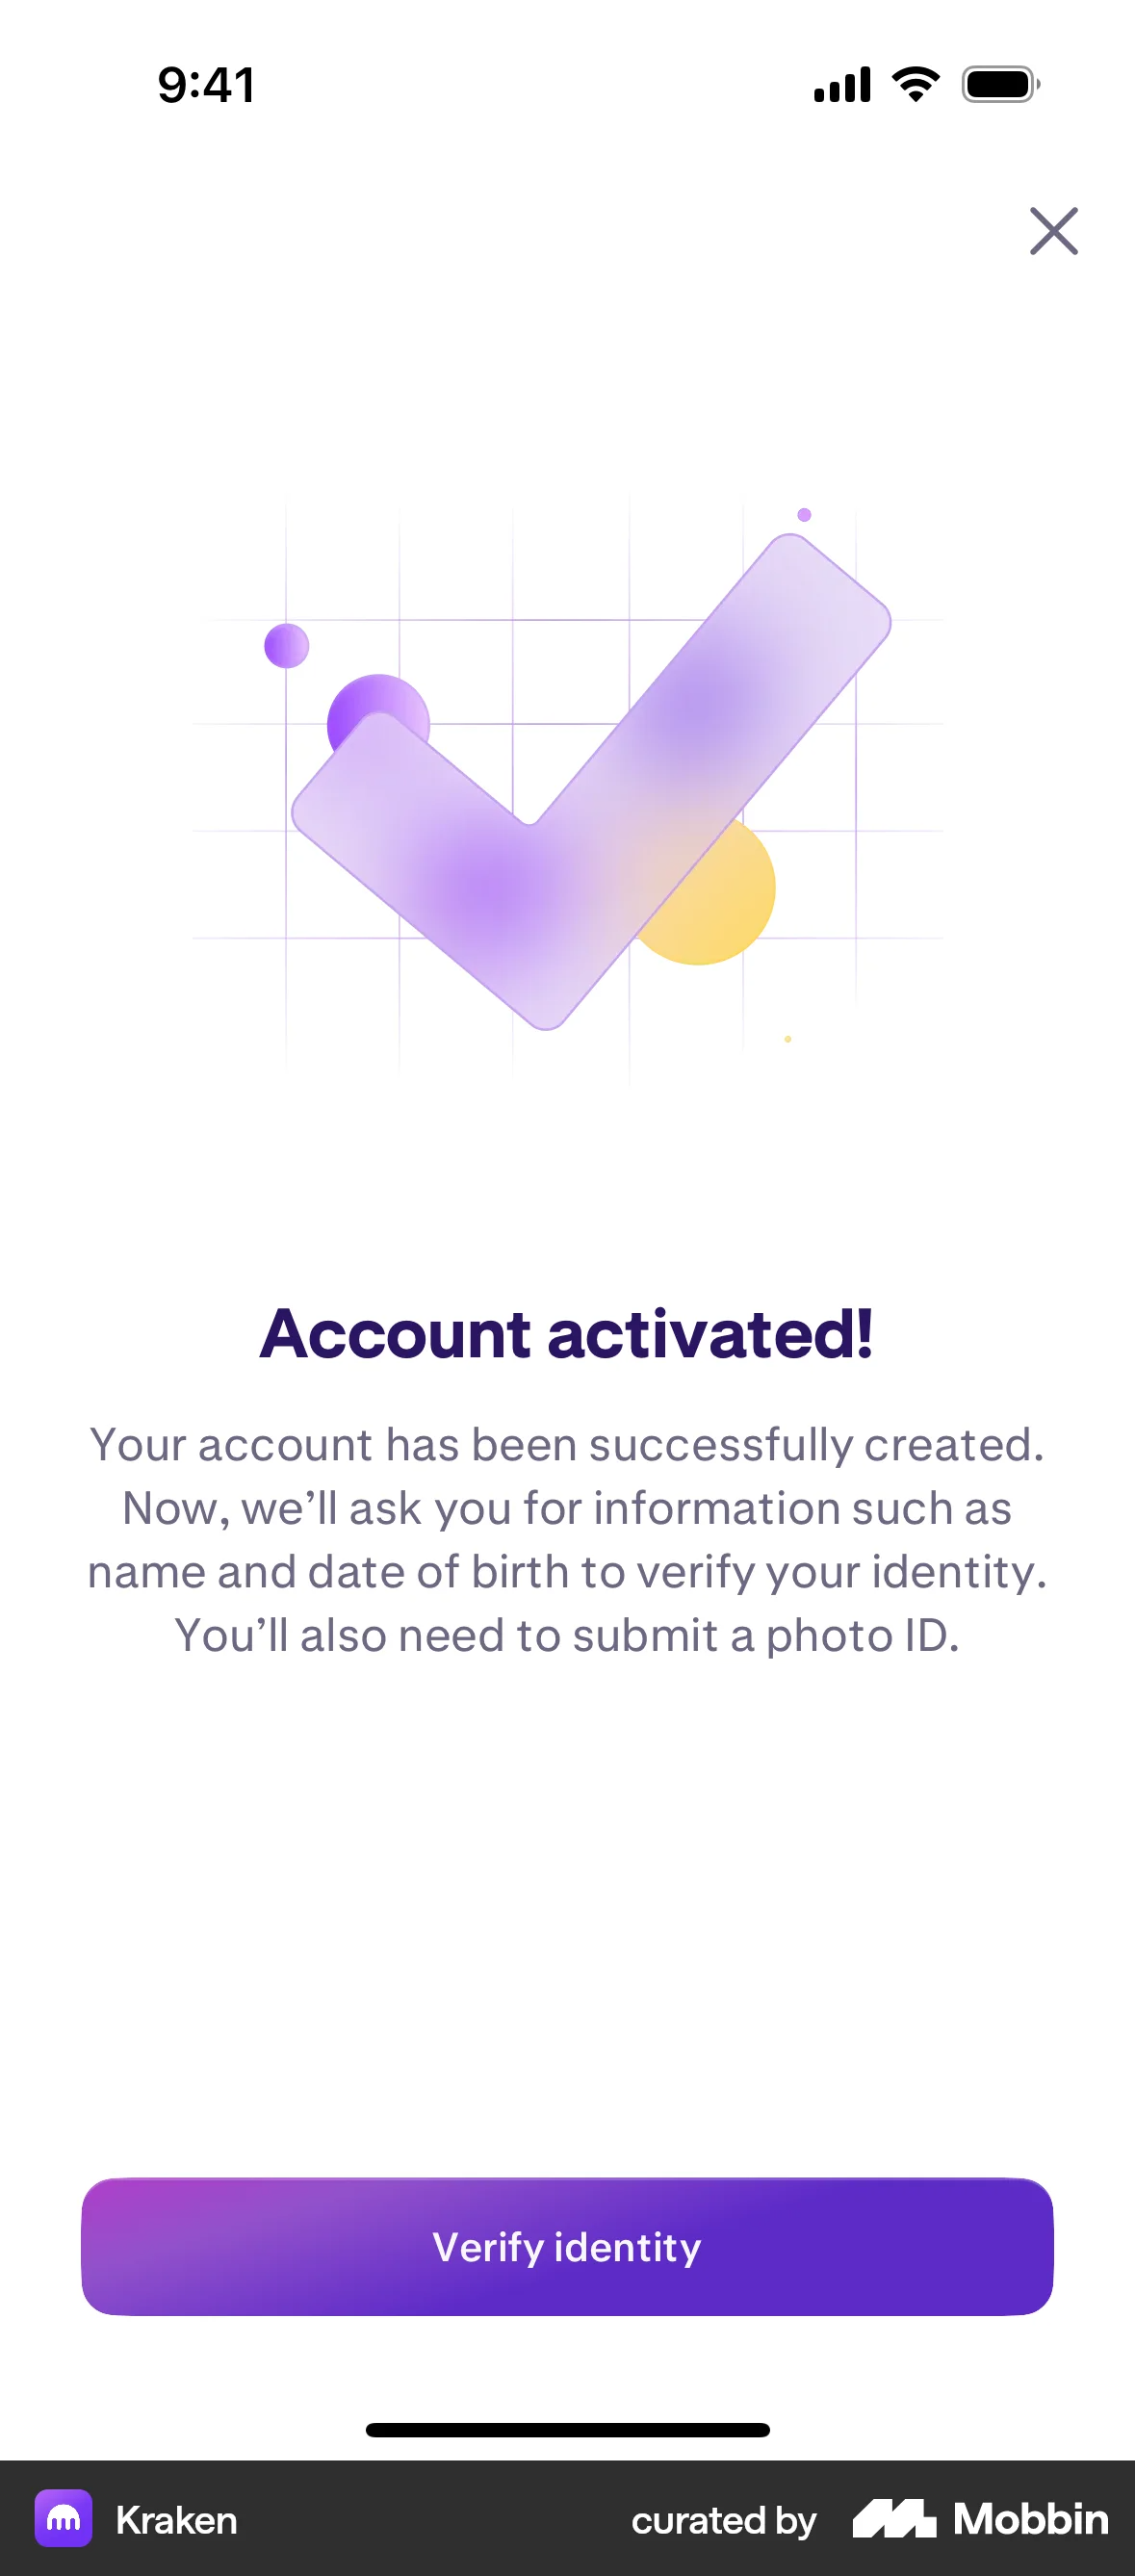 9:41
Account activated!
Your account has been successfully created.
Now, we’ll ask you for information such as
name and date of birth to verify your identity.
You’ll also need to submit a photo ID.
Verify identity
Kraken
curated by Mobbin